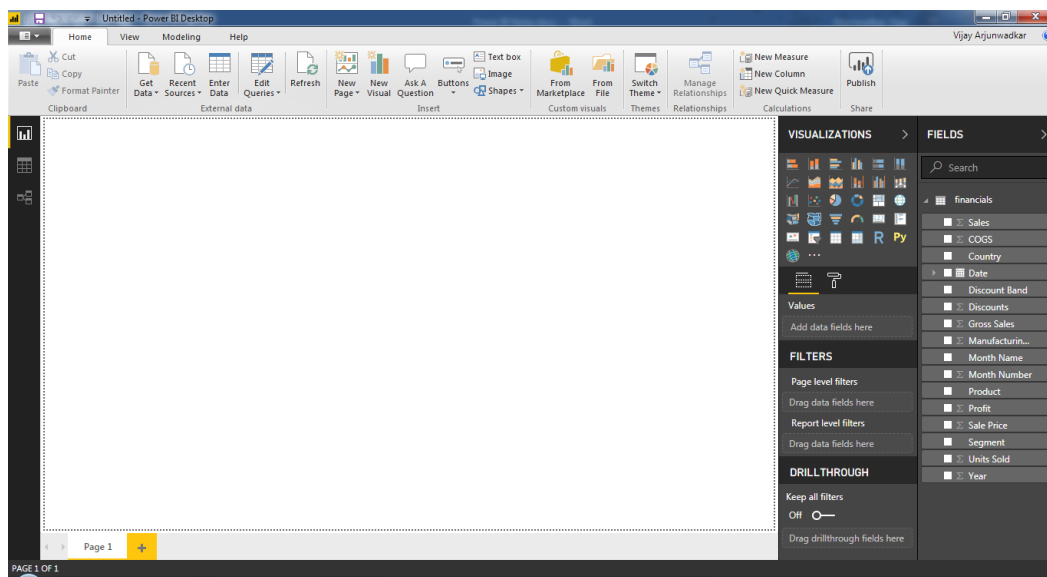 Untitled - Power BI Desktop
Home View Modeling Help
Vijay Arjunwadkar
Paste
Cut
Copy
Format Painter
Clipboard
Get Data
Recent Sources
Enter Data
Edit Queries
Refresh
External data
New Page
New Visual
Ask A Question
Buttons
Text box
Image
Shapes
Insert
From Marketplace
From File
Custom visuals
Switch Theme
Themes
Manage Relationships
Relationships
New Measure
New Column
New Quick Measure
Calculations
Publish
Share
VISUALIZATIONS
R Py
Values
Add data fields here
FILTERS
Page level filters
Drag data fields here
Report level filters
Drag data fields here
DRILLTHROUGH
Keep all filters
Off
Drag drillthrough fields here
FIELDS
Search
financials
Σ Sales
Σ COGS
Country
Date
Discount Band
Σ Discounts
Σ Gross Sales
Σ Manufacturin...
Month Name
Σ Month Number
Product
Σ Profit
Σ Sale Price
Segment
Σ Units Sold
Σ Year
Page 1
PAGE 1 OF 1